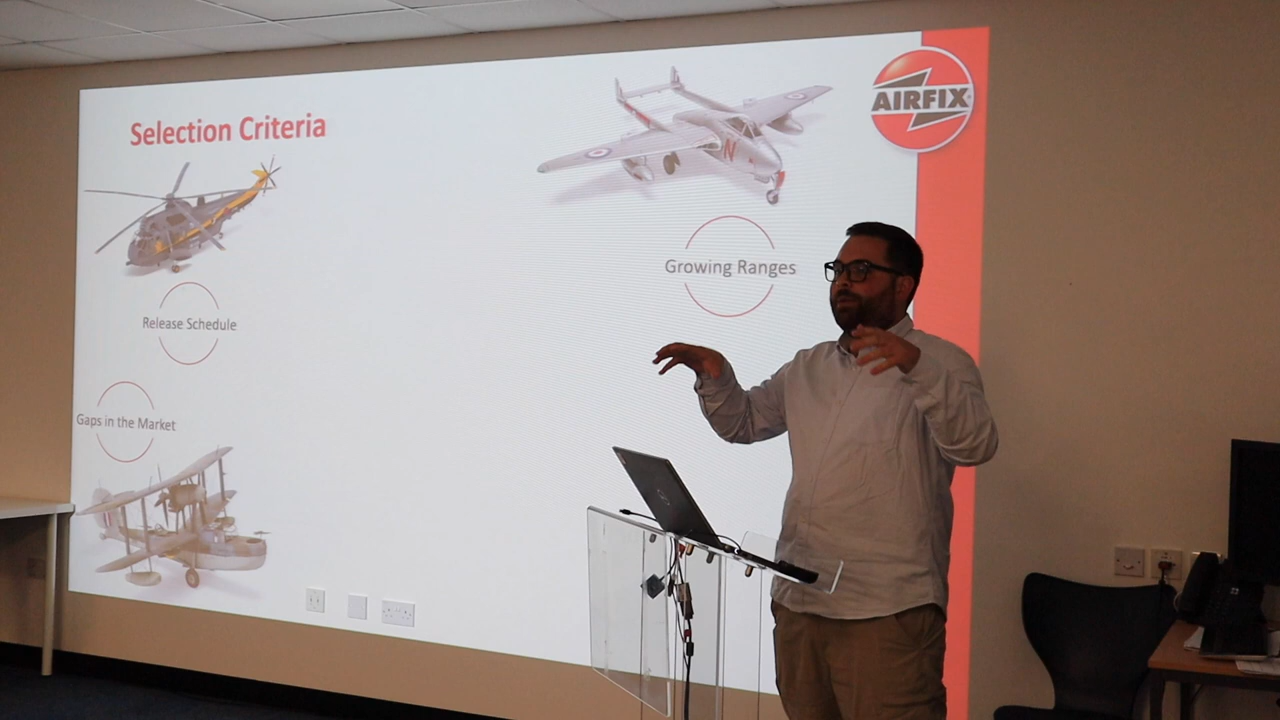 Selection Criteria
AIRFIX
N
Growing Ranges
Release Schedule
Gaps in the Market